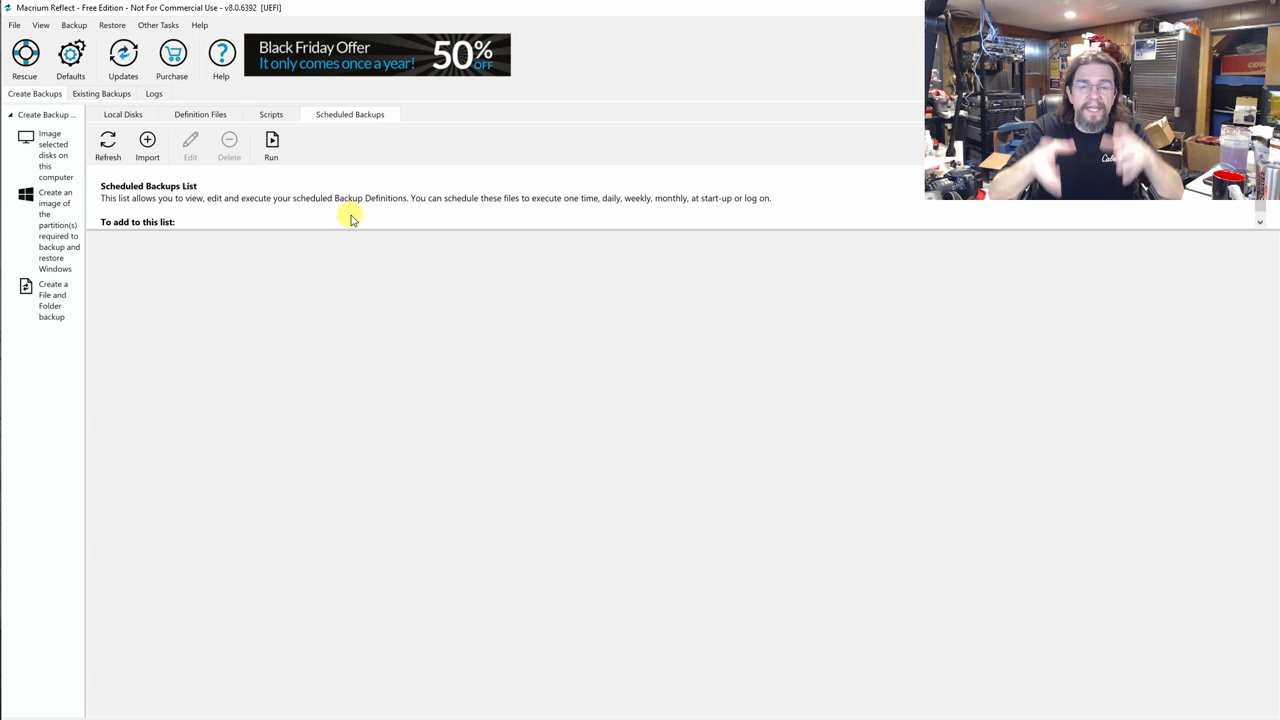 Macrium Reflect - Free Edition - Not For Commercial Use - v8.0.6392 [UEFI]
File View Backup Restore Other Tasks Help
Rescue Defaults Updates Purchase Help
Black Friday Offer
It only comes once a year!
50% OFF
Create Backups Existing Backups Logs
Create Backup ...
Image
selected
disks on
this
computer
Create an
image of
the
partition(s)
required to
backup and
restore
Windows
Create a
File and
Folder
backup
Local Disks Definition Files Scripts Scheduled Backups
Refresh Import Edit Delete Run
Scheduled Backups List
This list allows you to view, edit and execute your scheduled Backup Definitions. You can schedule these files to execute one time, daily, weekly, monthly, at start-up or log on.
To add to this list: